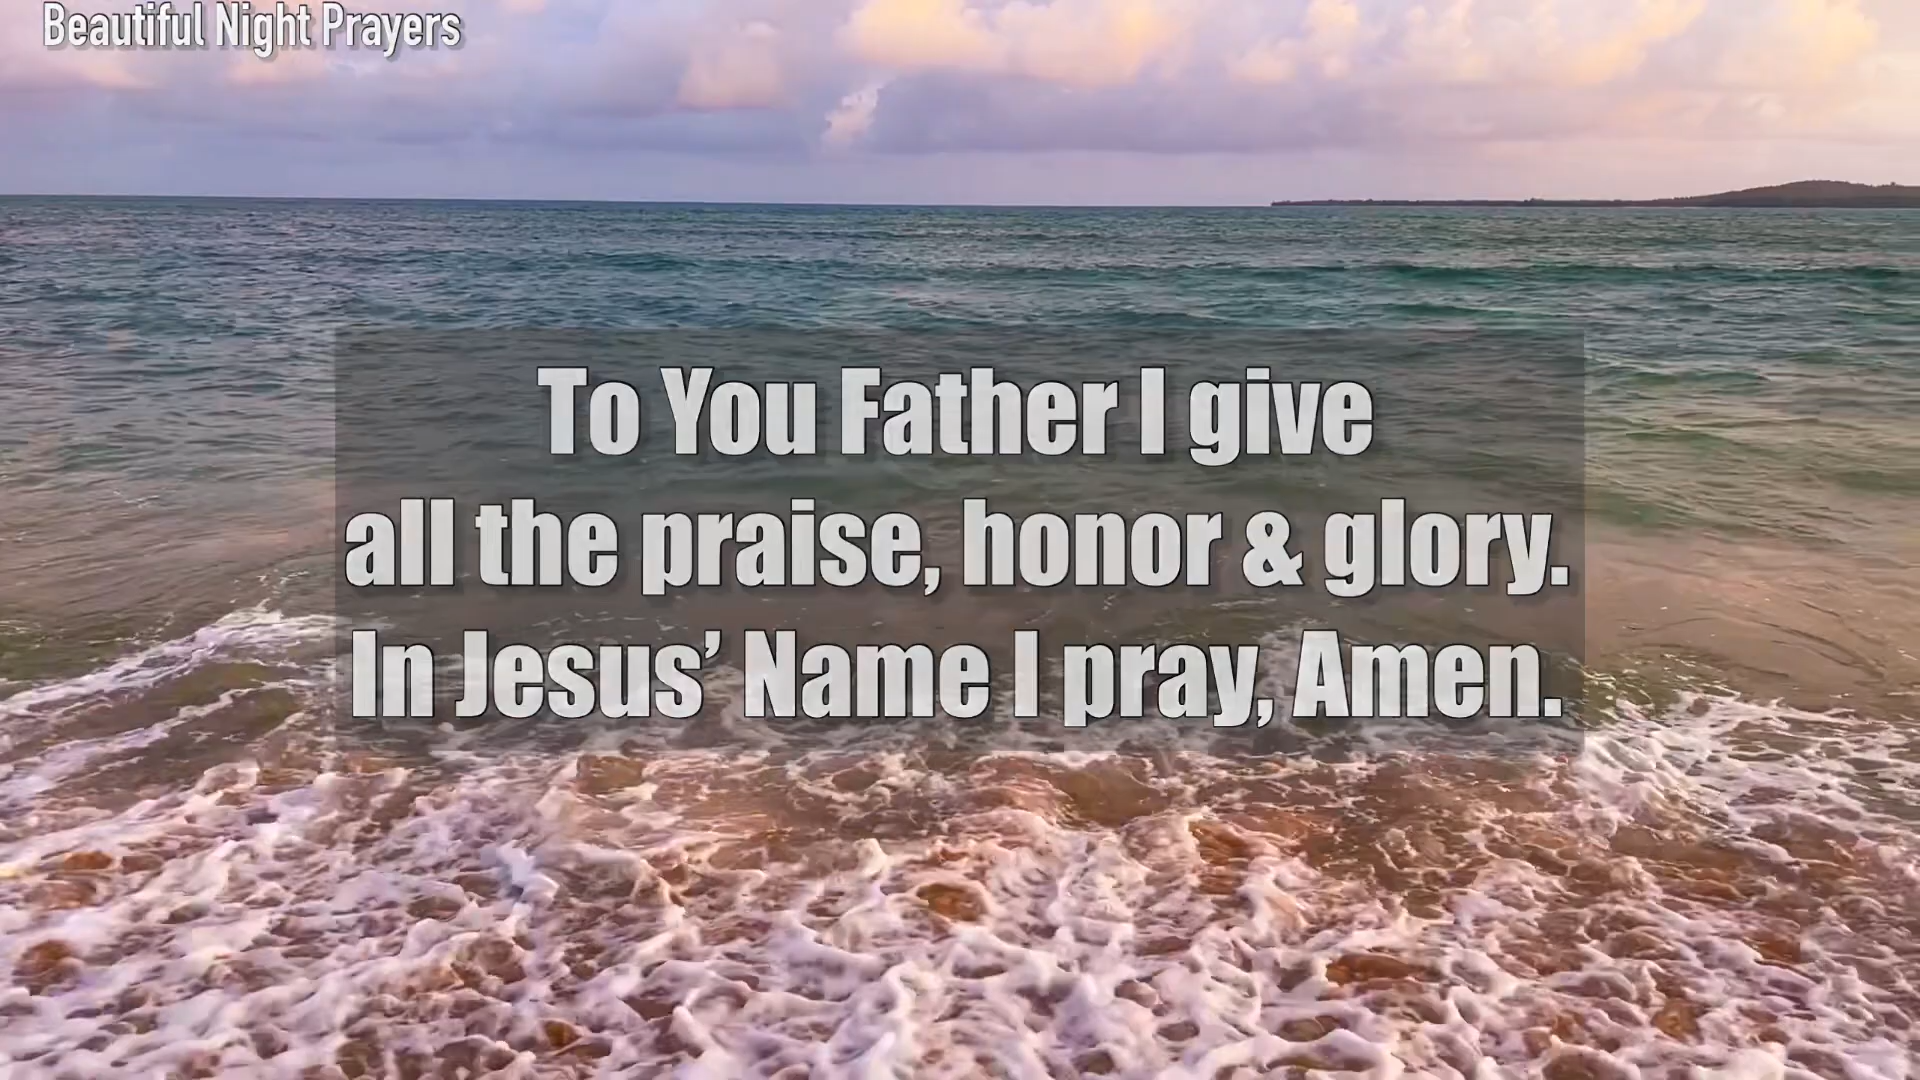 Beautiful Night Prayers
To You Father I give
all the praise, honor & glory.
In Jesus’ Name I pray, Amen.